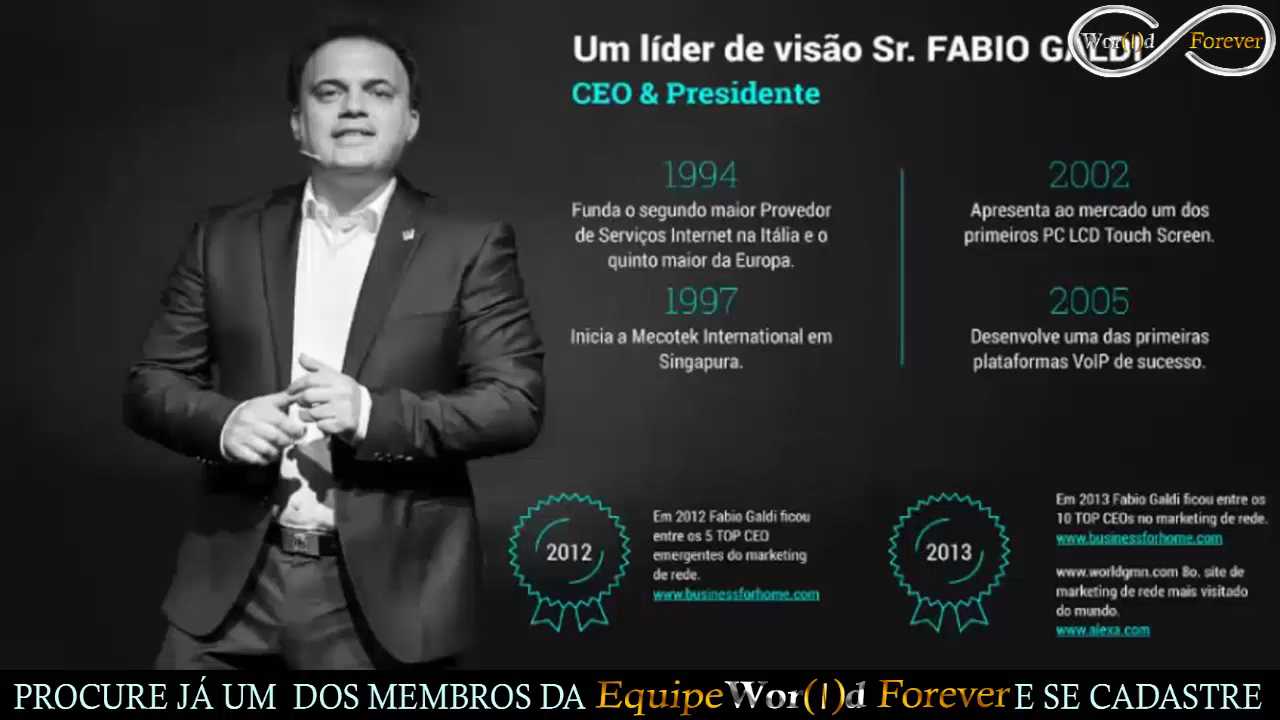 Um líder de visão Sr. FABIO GALDI
Wor(l)d Forever
CEO & Presidente
1994
Funda o segundo maior Provedor
de Serviços Internet na Itália e o
quinto maior da Europa.
1997
Inicia a Mecotek International em
Singapura.
2002
Apresenta ao mercado um dos
primeiros PC LCD Touch Screen.
2005
Desenvolve uma das primeiras
plataformas VoIP de sucesso.
2012
Em 2012 Fabio Galdi ficou
entre os 5 TOP CEO
emergentes do marketing
de rede.
www.businessforhome.com
2013
Em 2013 Fabio Galdi ficou entre os
10 TOP CEOs no marketing de rede.
www.businessforhome.com
www.worldgmn.com 8o. site de
marketing de rede mais visitado
do mundo.
www.alexa.com
PROCURE JÁ UM DOS MEMBROS DA Equipe Wor(l)d Forever E SE CADASTRE